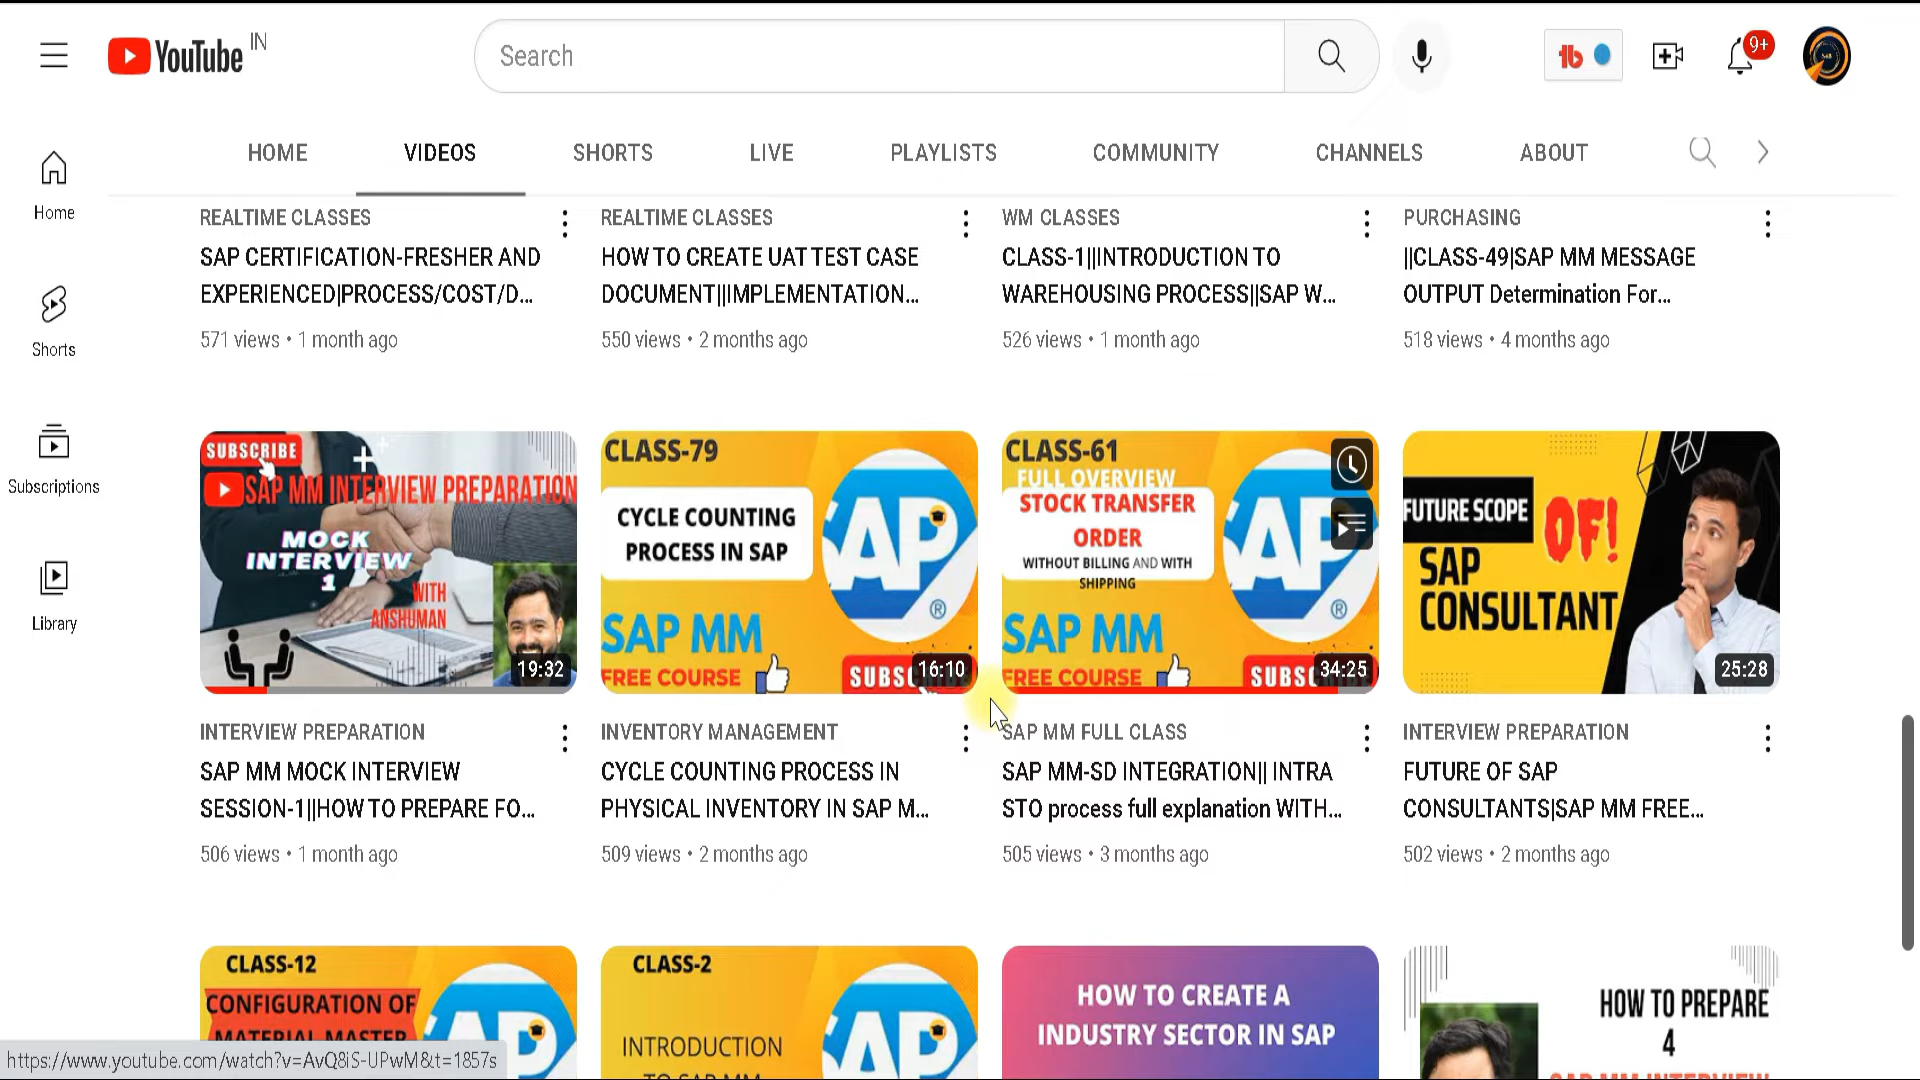 YouTube IN
Search
9+
HOME VIDEOS SHORTS LIVE PLAYLISTS COMMUNITY CHANNELS ABOUT
Home
Shorts
Subscriptions
Library
REALTIME CLASSES
SAP CERTIFICATION-FRESHER AND
EXPERIENCED|PROCESS/COST/D...
571 views • 1 month ago
REALTIME CLASSES
HOW TO CREATE UAT TEST CASE
DOCUMENT||IMPLEMENTATION...
550 views • 2 months ago
WM CLASSES
CLASS-1||INTRODUCTION TO
WAREHOUSING PROCESS||SAP W...
526 views • 1 month ago
PURCHASING
||CLASS-49|SAP MM MESSAGE
OUTPUT Determination For...
518 views • 4 months ago
SUBSCRIBE
SAP MM INTERVIEW PREPARATION
MOCK
INTERVIEW
1
WITH
ANSHUMAN
19:32
INTERVIEW PREPARATION
SAP MM MOCK INTERVIEW
SESSION-1||HOW TO PREPARE FO...
506 views • 1 month ago
CLASS-79
CYCLE COUNTING
PROCESS IN SAP
SAP
®
SAP MM
FREE COURSE
16:10
INVENTORY MANAGEMENT
CYCLE COUNTING PROCESS IN
PHYSICAL INVENTORY IN SAP M...
509 views • 2 months ago
CLASS-61
FULL OVERVIEW
STOCK TRANSFER
ORDER
WITHOUT BILLING AND WITH
SHIPPING
SAP
®
SAP MM
FREE COURSE
34:25
SAP MM FULL CLASS
SAP MM-SD INTEGRATION|| INTRA
STO process full explanation WITH...
505 views • 3 months ago
FUTURE SCOPE
OF!
SAP
CONSULTANT
25:28
INTERVIEW PREPARATION
FUTURE OF SAP
CONSULTANTS|SAP MM FREE...
502 views • 2 months ago
CLASS-12
CONFIGURATION OF
MATERIAL MASTER
CLASS-2
INTRODUCTION
TO SAP MM
HOW TO CREATE A
INDUSTRY SECTOR IN SAP
HOW TO PREPARE
4
SAP MM INTERVIEW
https://www.youtube.com/watch?v=AvQ8iS-UPwM&t=1857s